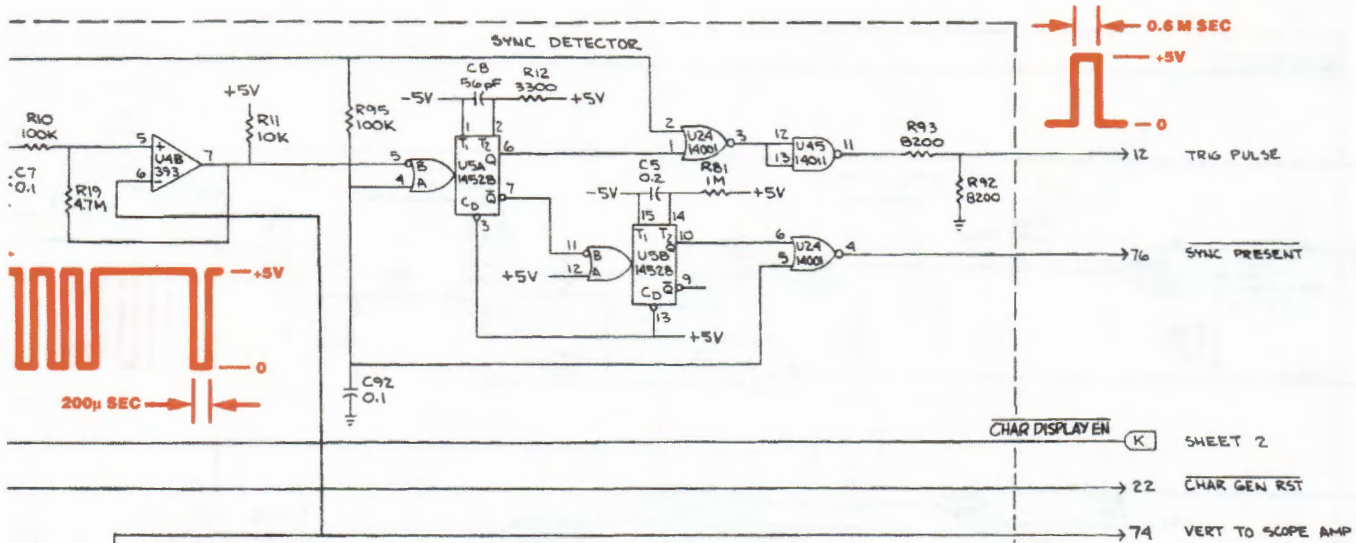 SYNC DETECTOR
0.6 M SEC
+5V
0
C8
56pF
R12
3300
-5V
+5V
+5V
R11
10K
R10
100K
R95
100K
5
+
U4B
393
6
-
7
C7
0.1
R19
4.7M
5
B
4
A
1
2
T1
T2
Q
6
U5A
14528
Q
7
CD
3
2
1
U24
14001
3
12
13
U45
14011
11
R93
8200
12
TRIG PULSE
R92
8200
C5
0.2
R81
1M
-5V
+5V
15
14
T1
T2
Q
10
U5B
14528
Q
9
CD
13
11
B
12
A
+5V
+5V
6
5
U24
14001
4
76
SYNC PRESENT
+5V
0
200µ SEC
C92
0.1
CHAR DISPLAY EN
K
SHEET 2
22
CHAR GEN RST
74
VERT TO SCOPE AMP